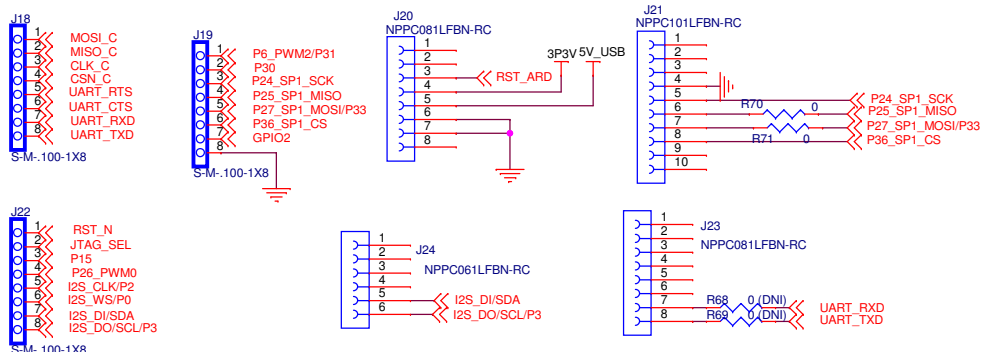 J18
1 MOSI_C
2 MISO_C
3 CLK_C
4 CSN_C
5 UART_RTS
6 UART_CTS
7 UART_RXD
8 UART_TXD
S-M-.100-1X8
J19
1 P6_PWM2/P31
2 P30
3 P24_SP1_SCK
4 P25_SP1_MISO
5 P27_SP1_MOSI/P33
6 P36_SP1_CS
7 GPIO2
8
S-M-.100-1X8
J20
NPPC081LFBN-RC
3P3V 5V_USB
1
2
3 RST_ARD
4
5
6
7
8
J21
NPPC101LFBN-RC
1
2
3
4
5 P24_SP1_SCK
6 R70 0 P25_SP1_MISO
7 P27_SP1_MOSI/P33
8 R71 0 P36_SP1_CS
9
10
J22
1 RST_N
2 JTAG_SEL
3 P15
4 P26_PWM0
5 I2S_CLK/P2
6 I2S_WS/P0
7 I2S_DI/SDA
8 I2S_DO/SCL/P3
S-M-.100-1X8
J24
NPPC061LFBN-RC
1
2
3
4
5 I2S_DI/SDA
6 I2S_DO/SCL/P3
J23
NPPC081LFBN-RC
1
2
3
4
5
6
7 R68 0 (DNI) UART_RXD
8 R69 0 (DNI) UART_TXD